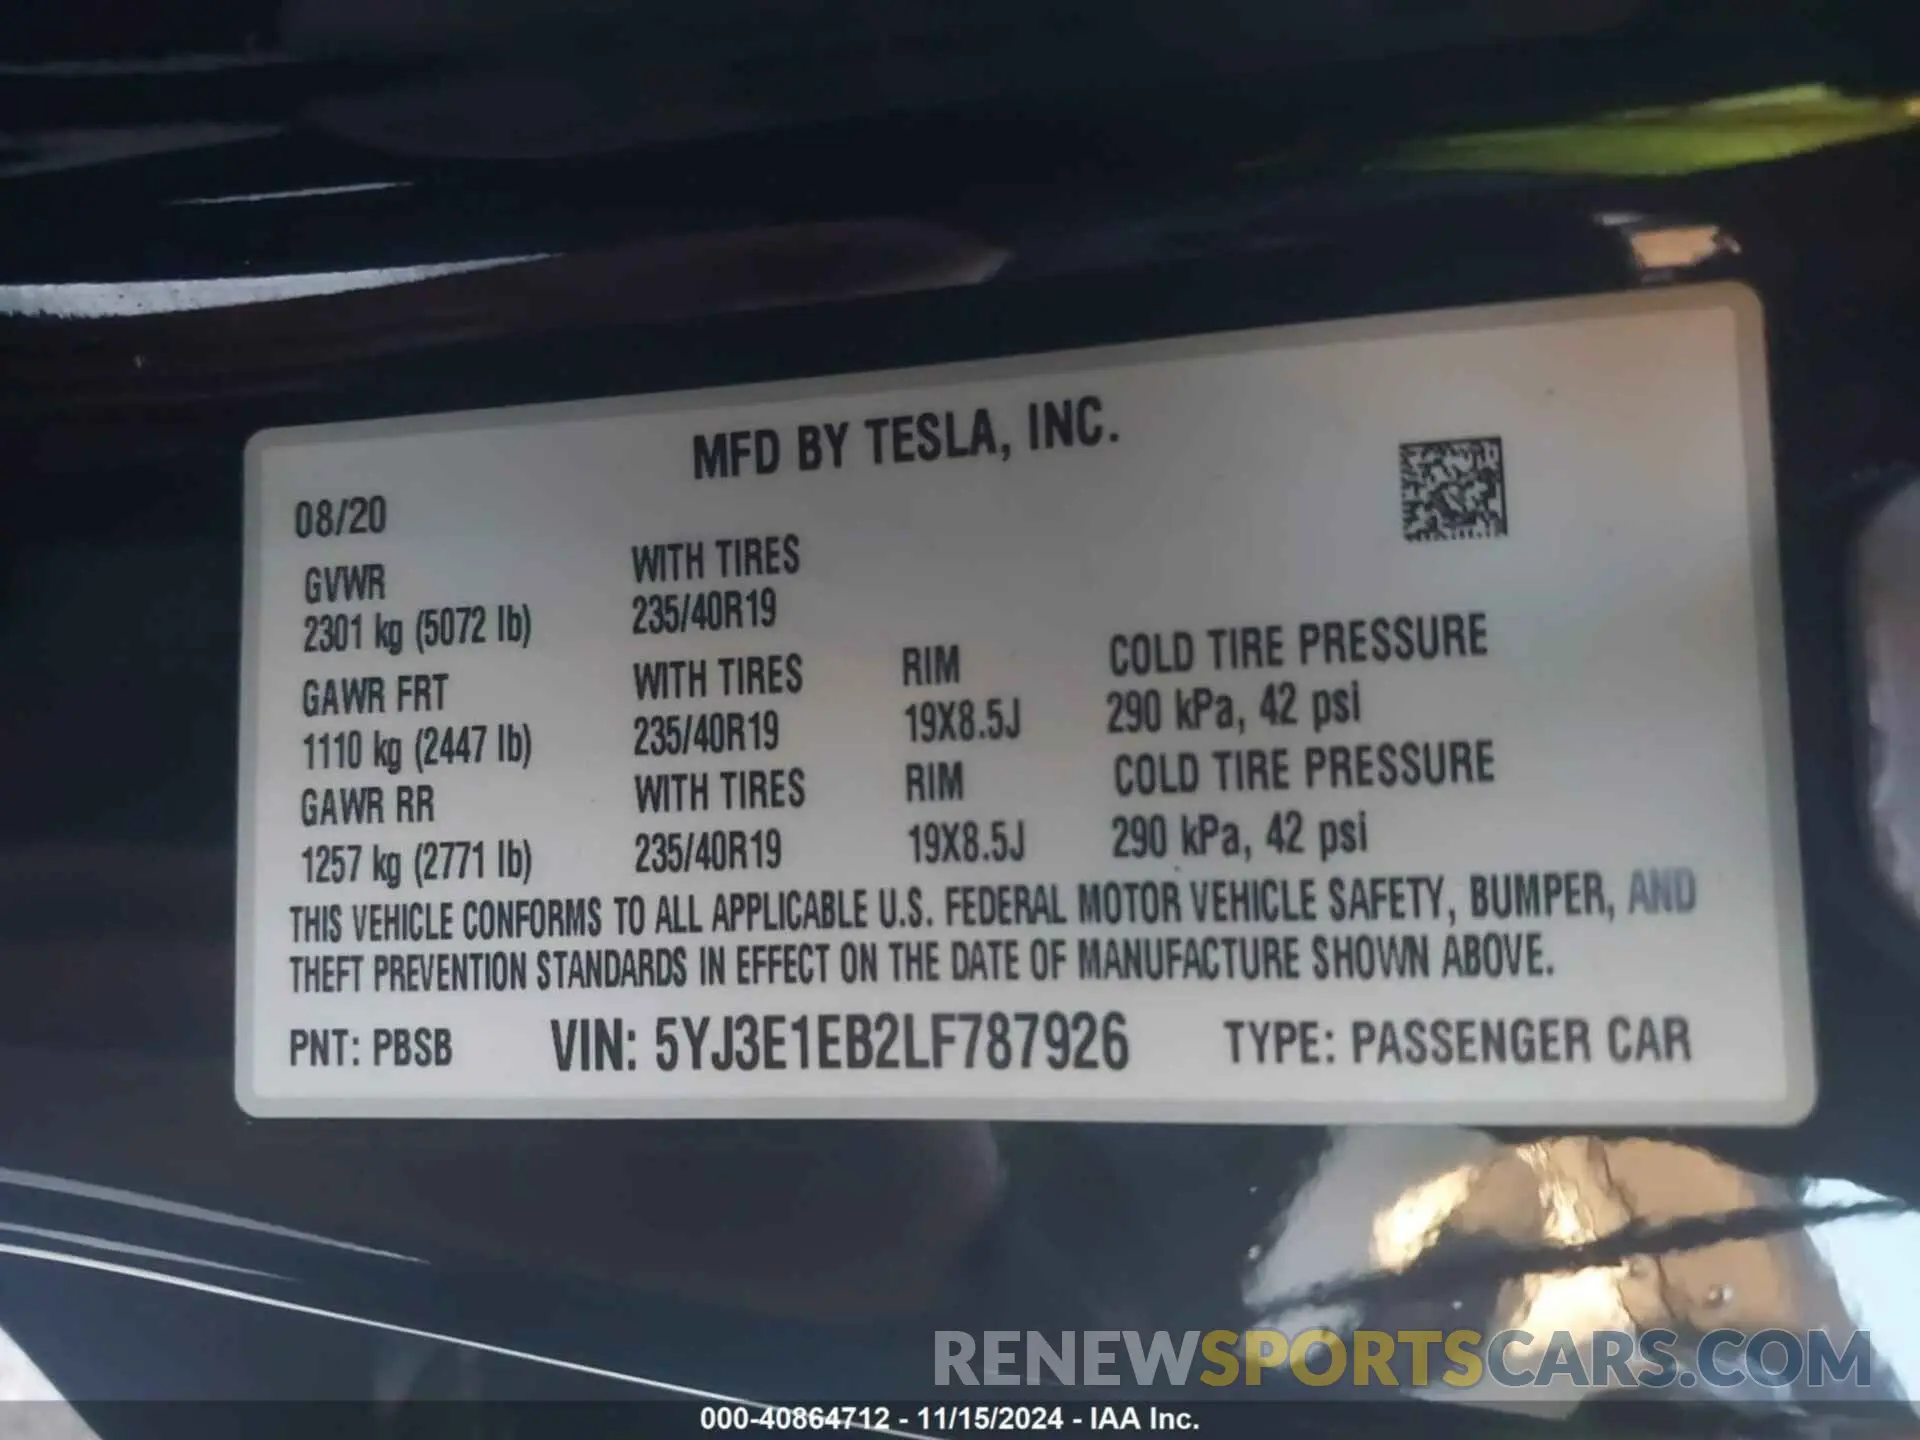 MFD BY TESLA, INC.
08/20
GVWR WITH TIRES
2301 kg (5072 lb) 235/40R19
GAWR FRT WITH TIRES RIM COLD TIRE PRESSURE
1110 kg (2447 lb) 235/40R19 19X8.5J 290 kPa, 42 psi
GAWR RR WITH TIRES RIM COLD TIRE PRESSURE
1257 kg (2771 lb) 235/40R19 19X8.5J 290 kPa, 42 psi
THIS VEHICLE CONFORMS TO ALL APPLICABLE U.S. FEDERAL MOTOR VEHICLE SAFETY, BUMPER, AND
THEFT PREVENTION STANDARDS IN EFFECT ON THE DATE OF MANUFACTURE SHOWN ABOVE.
PNT: PBSB VIN: 5YJ3E1EB2LF787926 TYPE: PASSENGER CAR
RENEWSPORTSCARS.COM
000-40864712 - 11/15/2024 - IAA Inc.